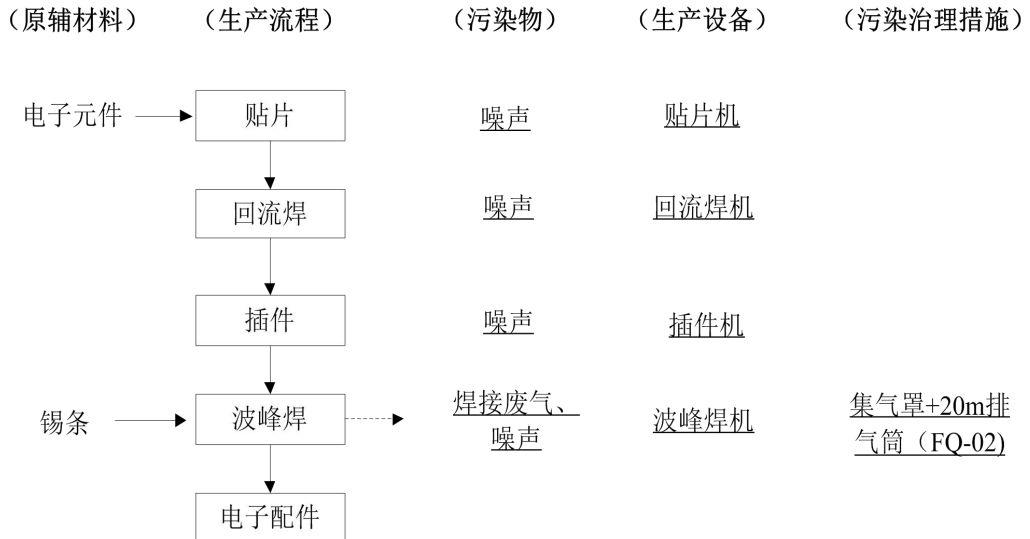 （原辅材料） （生产流程） （污染物） （生产设备） （污染治理措施）
电子元件 贴片 噪声 贴片机
回流焊 噪声 回流焊机
插件 噪声 插件机
锡条 波峰焊 焊接废气、 波峰焊机 集气罩+20m排
噪声 气筒（FQ-02)
电子配件